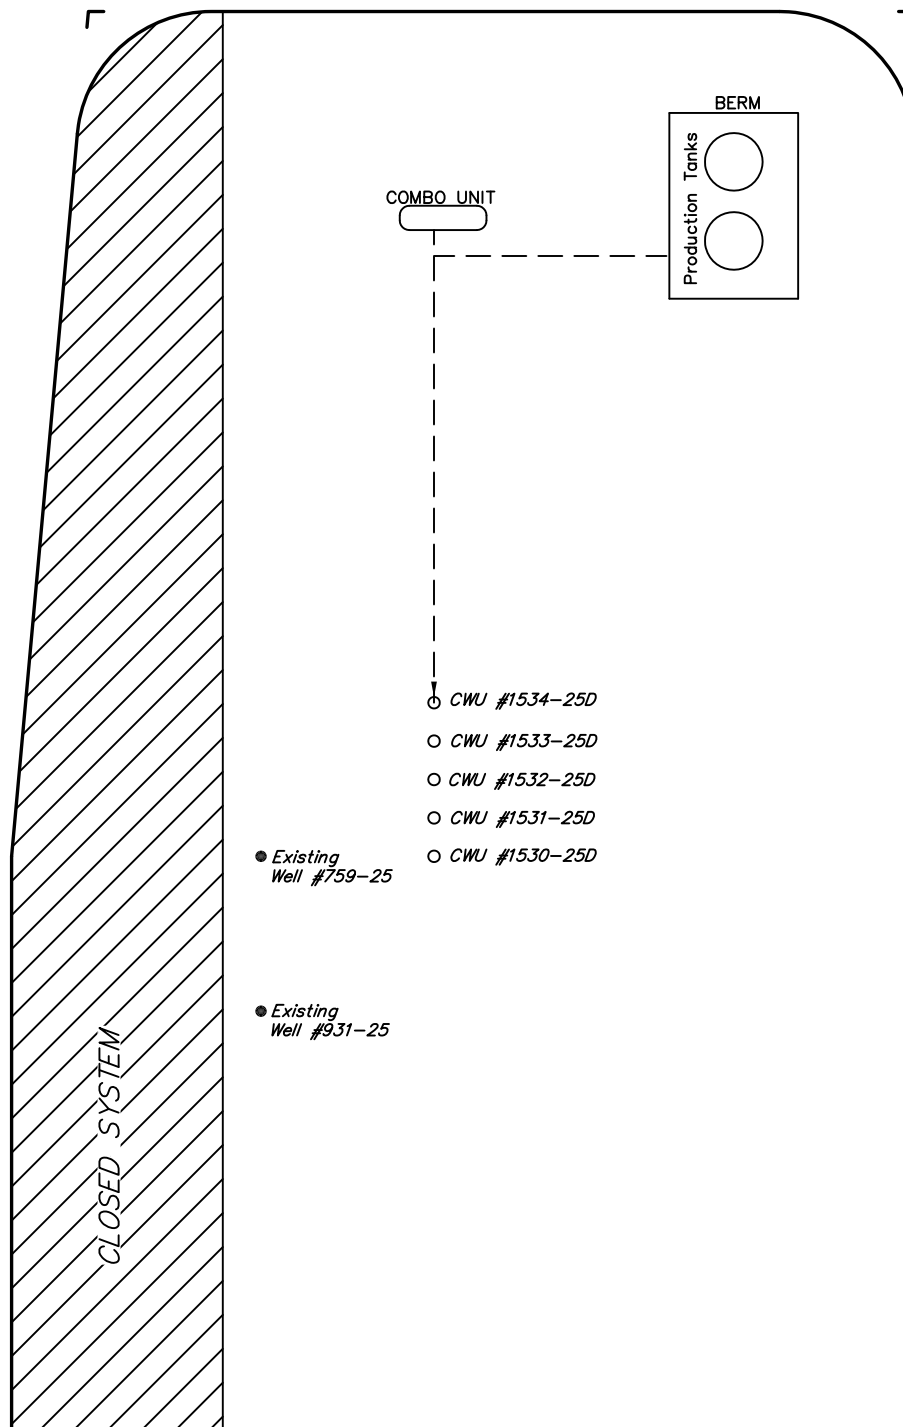 BERM
Production Tanks
COMBO UNIT
CWU #1534-25D
CWU #1533-25D
CWU #1532-25D
CWU #1531-25D
CWU #1530-25D
Existing
Well #759-25
Existing
Well #931-25
CLOSED SYSTEM